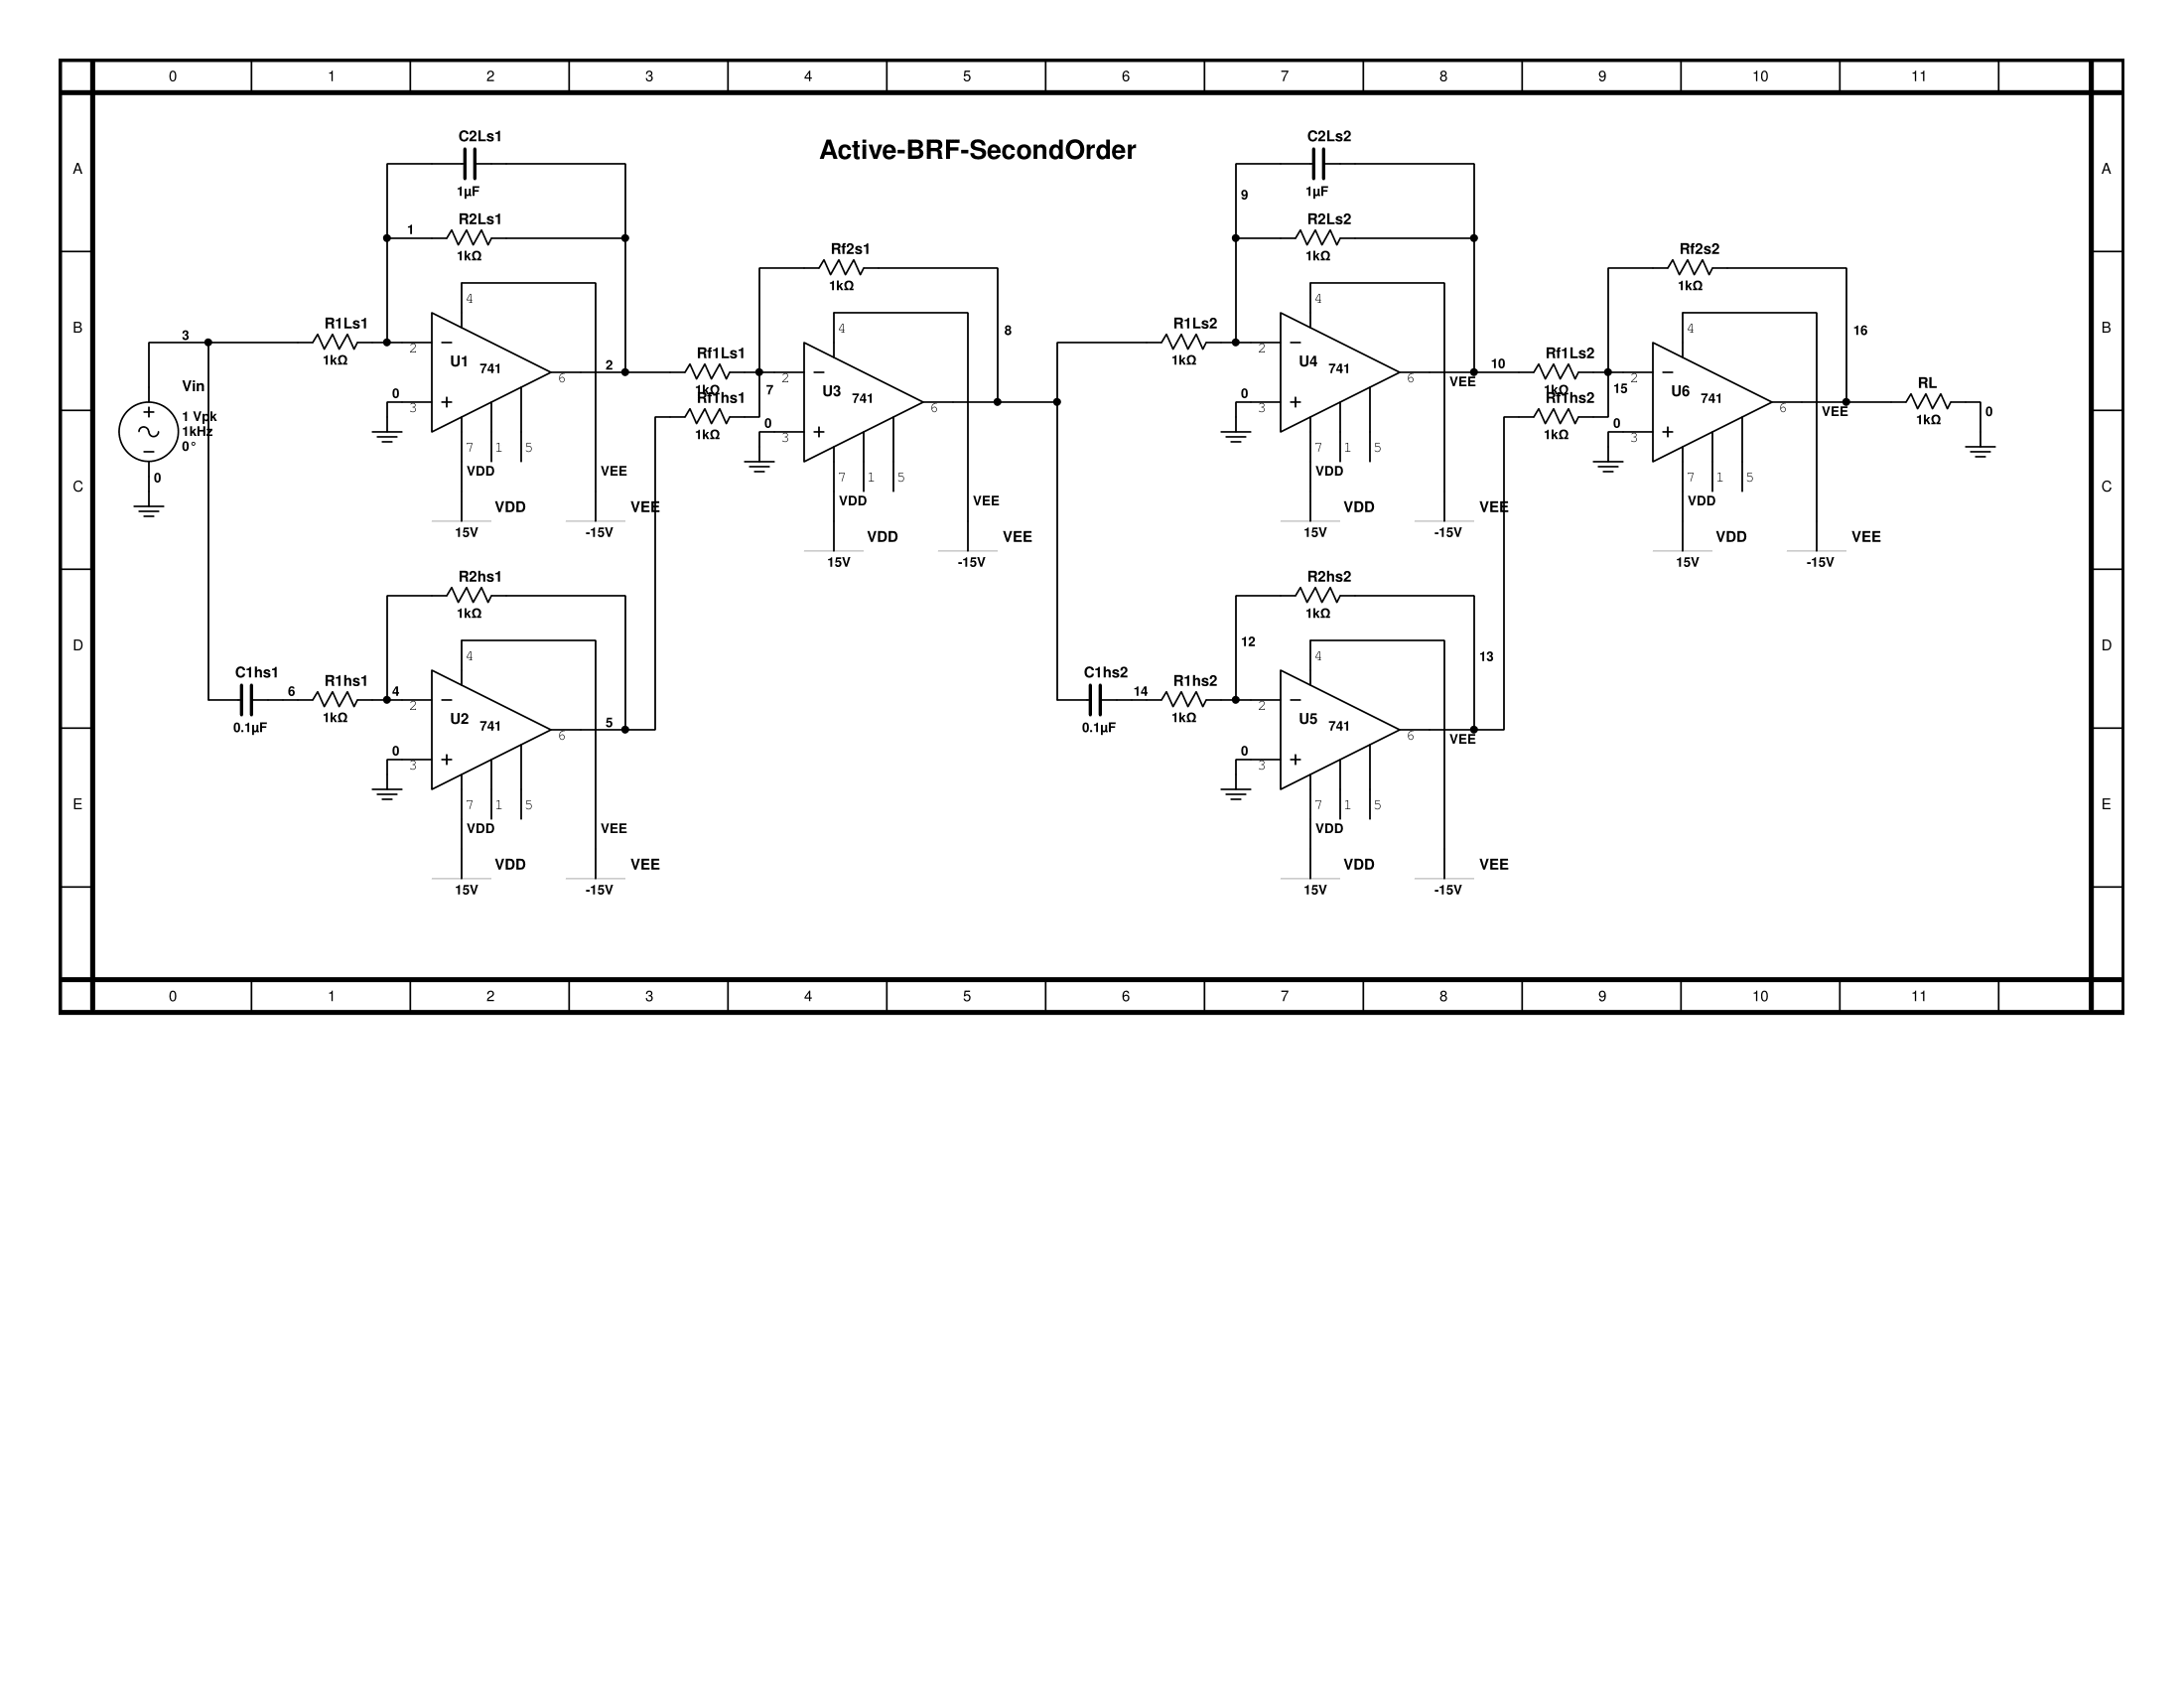 0 1 2 3 4 5 6 7 8 9 10 11
A A
B B
C C
D D
E E
Active-BRF-SecondOrder
Vin
1 Vpk
1kHz
0°
3
0
C2Ls1
1µF
R2Ls1
1kΩ
1
R1Ls1
1kΩ
U1 741
2 3 4 6 7 1 5
0
2
VDD
VEE
VDD
15V
VEE
-15V
R2hs1
1kΩ
C1hs1
0.1µF
6
R1hs1
1kΩ
4
U2 741
2 3 4 6 7 1 5
0
5
VDD
VEE
VDD
15V
VEE
-15V
Rf1Ls1
1kΩ
Rf1hs1
1kΩ
7
Rf2s1
1kΩ
U3 741
2 3 4 6 7 1 5
0
8
VDD
VEE
VDD
15V
VEE
-15V
C2Ls2
1µF
9
R2Ls2
1kΩ
R1Ls2
1kΩ
U4 741
2 3 4 6 7 1 5
0
VEE
10
VDD
VDD
15V
VEE
-15V
R2hs2
1kΩ
12
13
C1hs2
0.1µF
14
R1hs2
1kΩ
U5 741
2 3 4 6 7 1 5
0
VEE
VDD
VDD
15V
VEE
-15V
Rf1Ls2
1kΩ
Rf1hs2
1kΩ
15
Rf2s2
1kΩ
U6 741
2 3 4 6 7 1 5
0
16
VEE
VDD
VDD
15V
VEE
-15V
RL
1kΩ
0
0 1 2 3 4 5 6 7 8 9 10 11